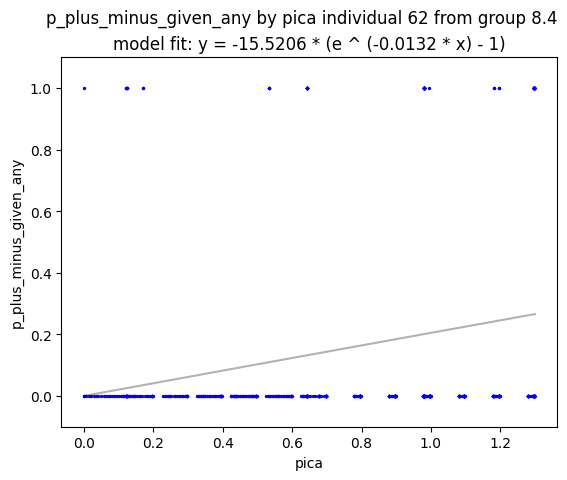 p_plus_minus_given_any by pica individual 62 from group 8.4
model fit: y = -15.5206 * (e ^ (-0.0132 * x) - 1)
1.0
0.8
0.6
0.4
0.2
0.0
p_plus_minus_given_any
0.0 0.2 0.4 0.6 0.8 1.0 1.2
pica